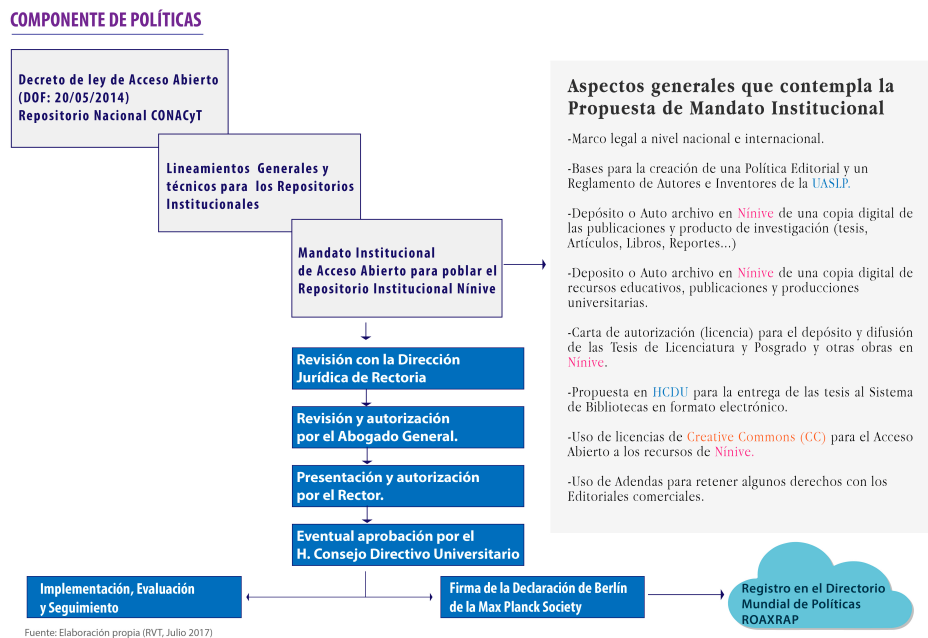 COMPONENTE DE POLÍTICAS
Decreto de ley de Acceso Abierto
(DOF: 20/05/2014)
Repositorio Nacional CONACyT
Lineamientos Generales y
técnicos para los Repositorios
Institucionales
Mandato Institucional
de Acceso Abierto para poblar el
Repositorio Institucional Nínive
Revisión con la Dirección
Jurídica de Rectoria
Revisión y autorización
por el Abogado General.
Presentación y autorización
por el Rector.
Eventual aprobación por el
H. Consejo Directivo Universitario
Implementación, Evaluación
y Seguimiento
Firma de la Declaración de Berlín
de la Max Planck Society
Registro en el Directorio
Mundial de Políticas
ROAXRAP
Aspectos generales que contempla la
Propuesta de Mandato Institucional
-Marco legal a nivel nacional e internacional.
-Bases para la creación de una Política Editorial y un
Reglamento de Autores e Inventores de la UASLP.
-Depósito o Auto archivo en Nínive de una copia digital de
las publicaciones y producto de investigación (tesis,
Artículos, Libros, Reportes...)
-Deposito o Auto archivo en Nínive de una copia digital de
recursos educativos, publicaciones y producciones
universitarias.
-Carta de autorización (licencia) para el depósito y difusión
de las Tesis de Licenciatura y Posgrado y otras obras en
Nínive.
-Propuesta en HCDU para la entrega de las tesis al Sistema
de Bibliotecas en formato electrónico.
-Uso de licencias de Creative Commons (CC) para el Acceso
Abierto a los recursos de Nínive.
-Uso de Adendas para retener algunos derechos con los
Editoriales comerciales.
Fuente: Elaboración propia (RVT, Julio 2017)